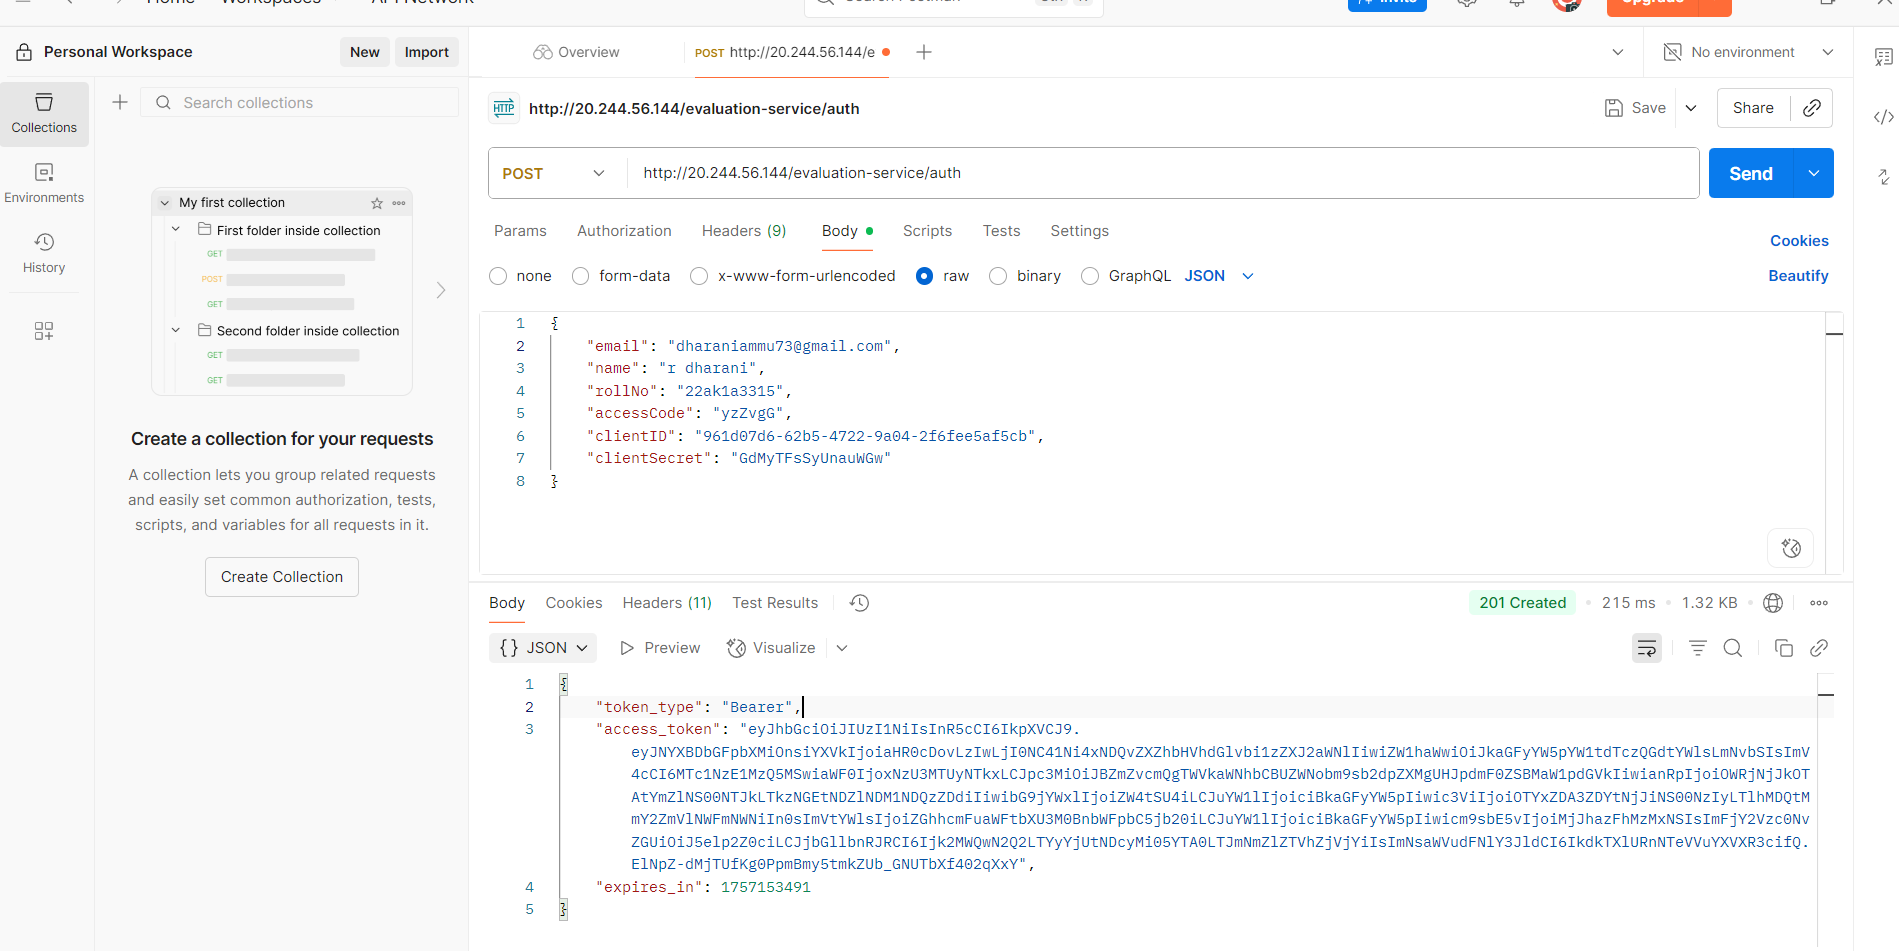 Personal Workspace
New
Import
Overview
POST http://20.244.56.144/e
No environment
Collections
Environments
History
Search collections
My first collection
First folder inside collection
GET
POST
GET
Second folder inside collection
GET
GET
Create a collection for your requests
A collection lets you group related requests
and easily set common authorization, tests,
scripts, and variables for all requests in it.
Create Collection
HTTP http://20.244.56.144/evaluation-service/auth
Save
Share
POST
http://20.244.56.144/evaluation-service/auth
Send
Params Authorization Headers (9) Body Scripts Tests Settings
Cookies
none form-data x-www-form-urlencoded raw binary GraphQL JSON
Beautify
1 {
2 "email": "dharaniammu73@gmail.com",
3 "name": "r dharani",
4 "rollNo": "22ak1a3315",
5 "accessCode": "yzZvgG",
6 "clientID": "961d07d6-62b5-4722-9a04-2f6fee5af5cb",
7 "clientSecret": "GdMyTFsSyUnauWGw"
8 }
Body Cookies Headers (11) Test Results
201 Created 215 ms 1.32 KB
{} JSON Preview Visualize
1 {
2 "token_type": "Bearer",
3 "access_token": "eyJhbGciOiJIUzI1NiIsInR5cCI6IkpXVCJ9.
eyJNYXBDbGFpbXMiOnsiYXVkIjoiaHR0cDovLzIwLjI0NC41Ni4xNDQvZXZhbHVhdGlvbi1zZXJ2aWNlIiwiZW1haWwiOiJkaGFyYW5pYW1tdTczQGdtYWlsLmNvbSIsImV
4cCI6MTc1NzE1MzQ5MSwiaWF0IjoxNzU3MTUyNTkxLCJpc3MiOiJBZmZvcmQgTWVkaWNhbCBUZWNobm9sb2dpZXMgUHJpdmF0ZSBMaW1pdGVkIiwianRpIjoiOWRjNjJkOT
AtYmZlNS00NTJkLTkzNGEtNDZlNDM1NDQzZDdiIiwibG9jYWxlIjoiZW4tSU4iLCJuYW1lIjoiciBkaGFyYW5pIiwic3ViIjoiOTYxZDA3ZDYtNjJiNS00NzIyLTlhMDQtM
mY2ZmVlNWFmNWNiIn0sImVtYWlsIjoiZGhhcmFuaWFtbXU3M0BnbWFpbC5jb20iLCJuYW1lIjoiciBkaGFyYW5pIiwicm9sbE5vIjoiMjJhazFhMzMxNSIsImFjY2Vzc0Nv
ZGUiOiJ5elp2Z0ciLCJjbGllbnRJRCI6Ijk2MWQwN2Q2LTYyYjUtNDcyMi05YTA0LTJmNmZlZTVhZjVjYiIsImNsaWVudFNlY3JldCI6IkdkTXlURnNTeVVuYXVXR3cifQ.
ElNpZ-dMjTUfKg0PpmBmy5tmkZUb_GNUTbXf402qXxY",
4 "expires_in": 1757153491
5 }